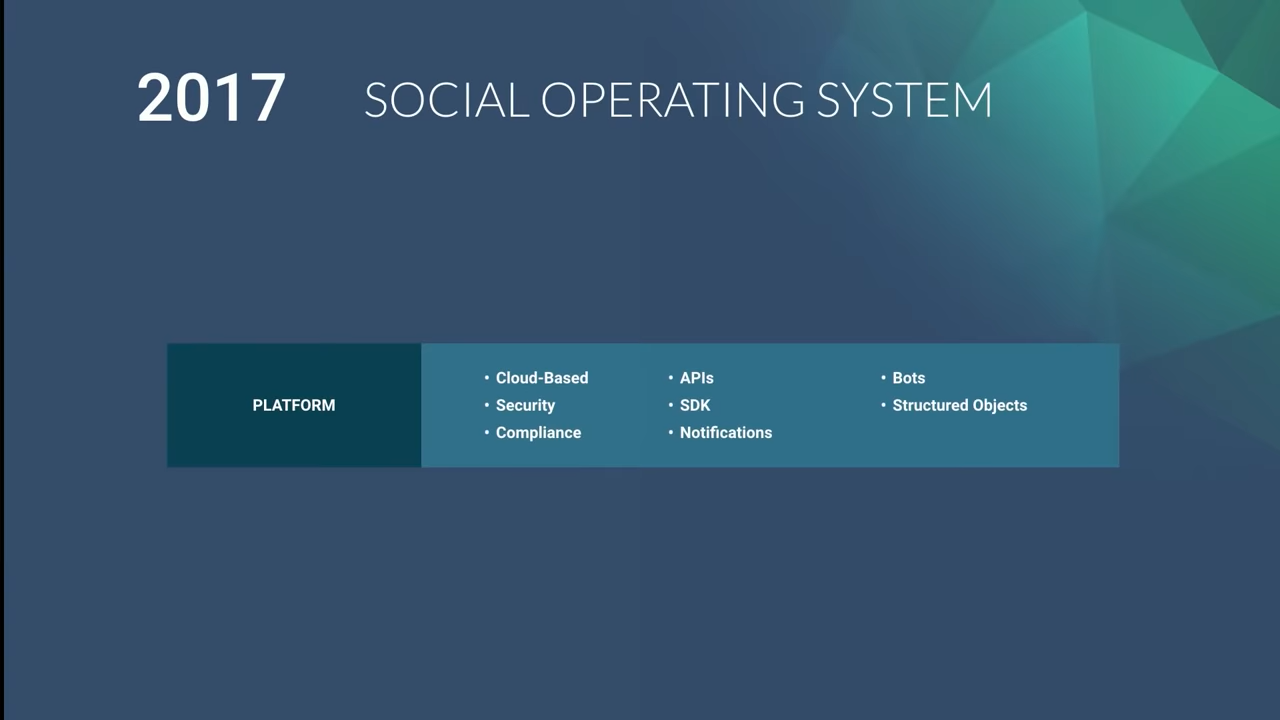 2017 SOCIAL OPERATING SYSTEM
PLATFORM
• Cloud-Based
• Security
• Compliance
• APIs
• SDK
• Notifications
• Bots
• Structured Objects